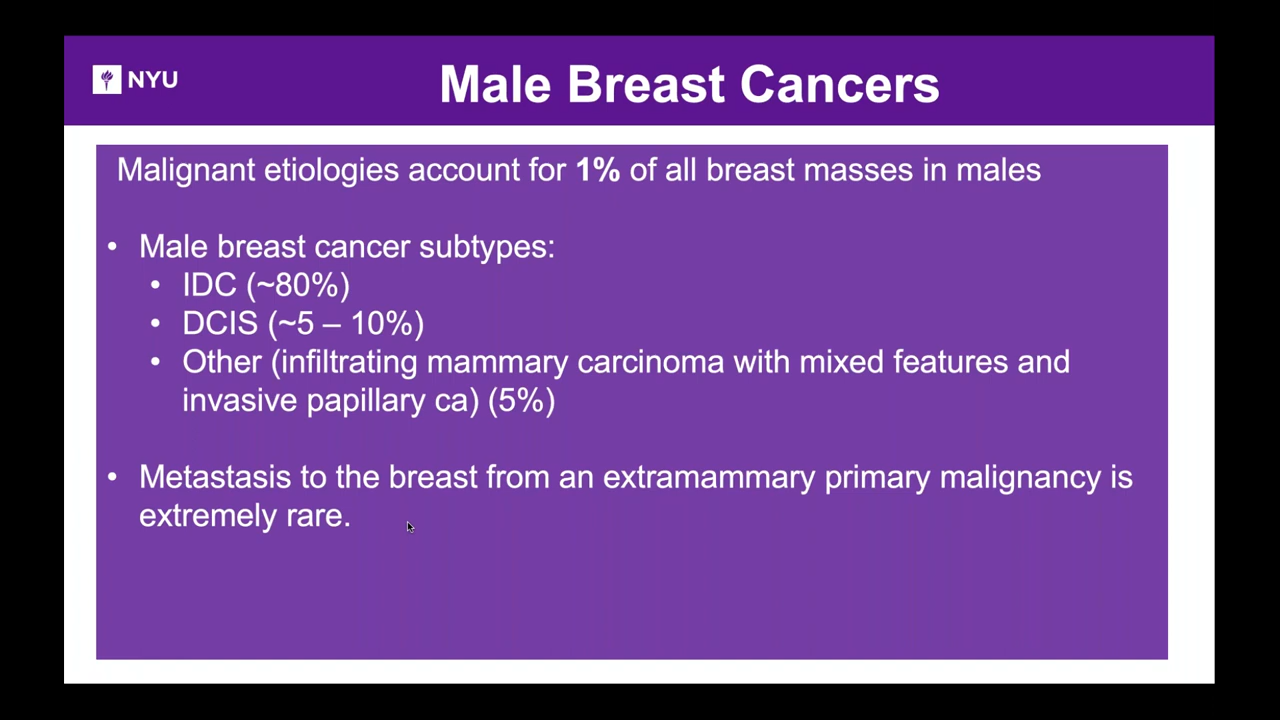 NYU
Male Breast Cancers
Malignant etiologies account for 1% of all breast masses in males
• Male breast cancer subtypes:
• IDC (~80%)
• DCIS (~5 – 10%)
• Other (infiltrating mammary carcinoma with mixed features and
invasive papillary ca) (5%)
• Metastasis to the breast from an extramammary primary malignancy is
extremely rare.